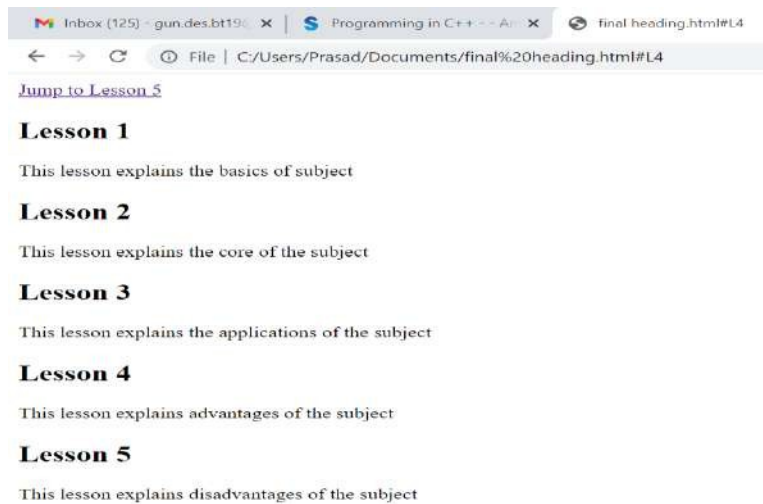 Inbox (125) - gun.des.bt19 Programming in C++ - - A final heading.html#L4
File | C:/Users/Prasad/Documents/final%20heading.html#L4
Jump to Lesson 5
Lesson 1
This lesson explains the basics of subject
Lesson 2
This lesson explains the core of the subject
Lesson 3
This lesson explains the applications of the subject
Lesson 4
This lesson explains advantages of the subject
Lesson 5
This lesson explains disadvantages of the subject